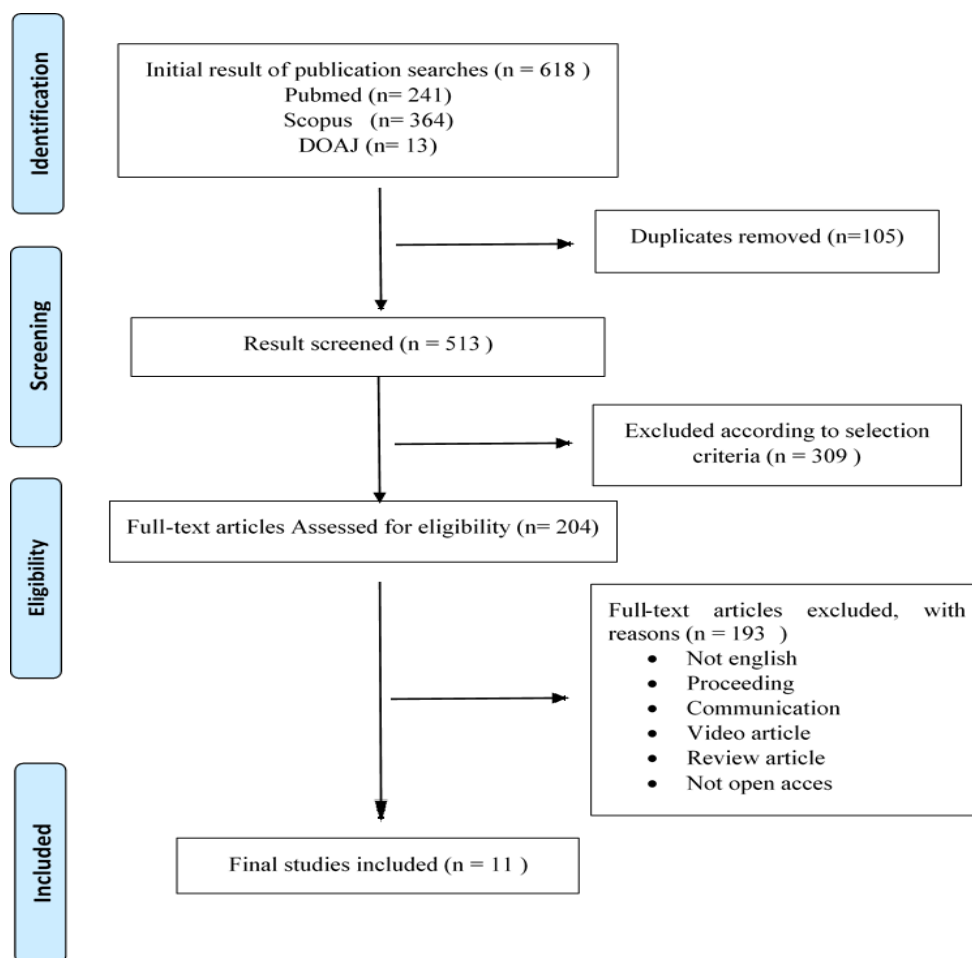 Identification
Initial result of publication searches (n = 618 )
Pubmed (n= 241)
Scopus (n= 364)
DOAJ (n= 13)
Duplicates removed (n=105)
Screening
Result screened (n = 513 )
Excluded according to selection
criteria (n = 309 )
Eligibility
Full-text articles Assessed for eligibility (n= 204)
Full-text articles excluded, with
reasons (n = 193 )
• Not english
• Proceeding
• Communication
• Video article
• Review article
• Not open acces
Included
Final studies included (n = 11 )